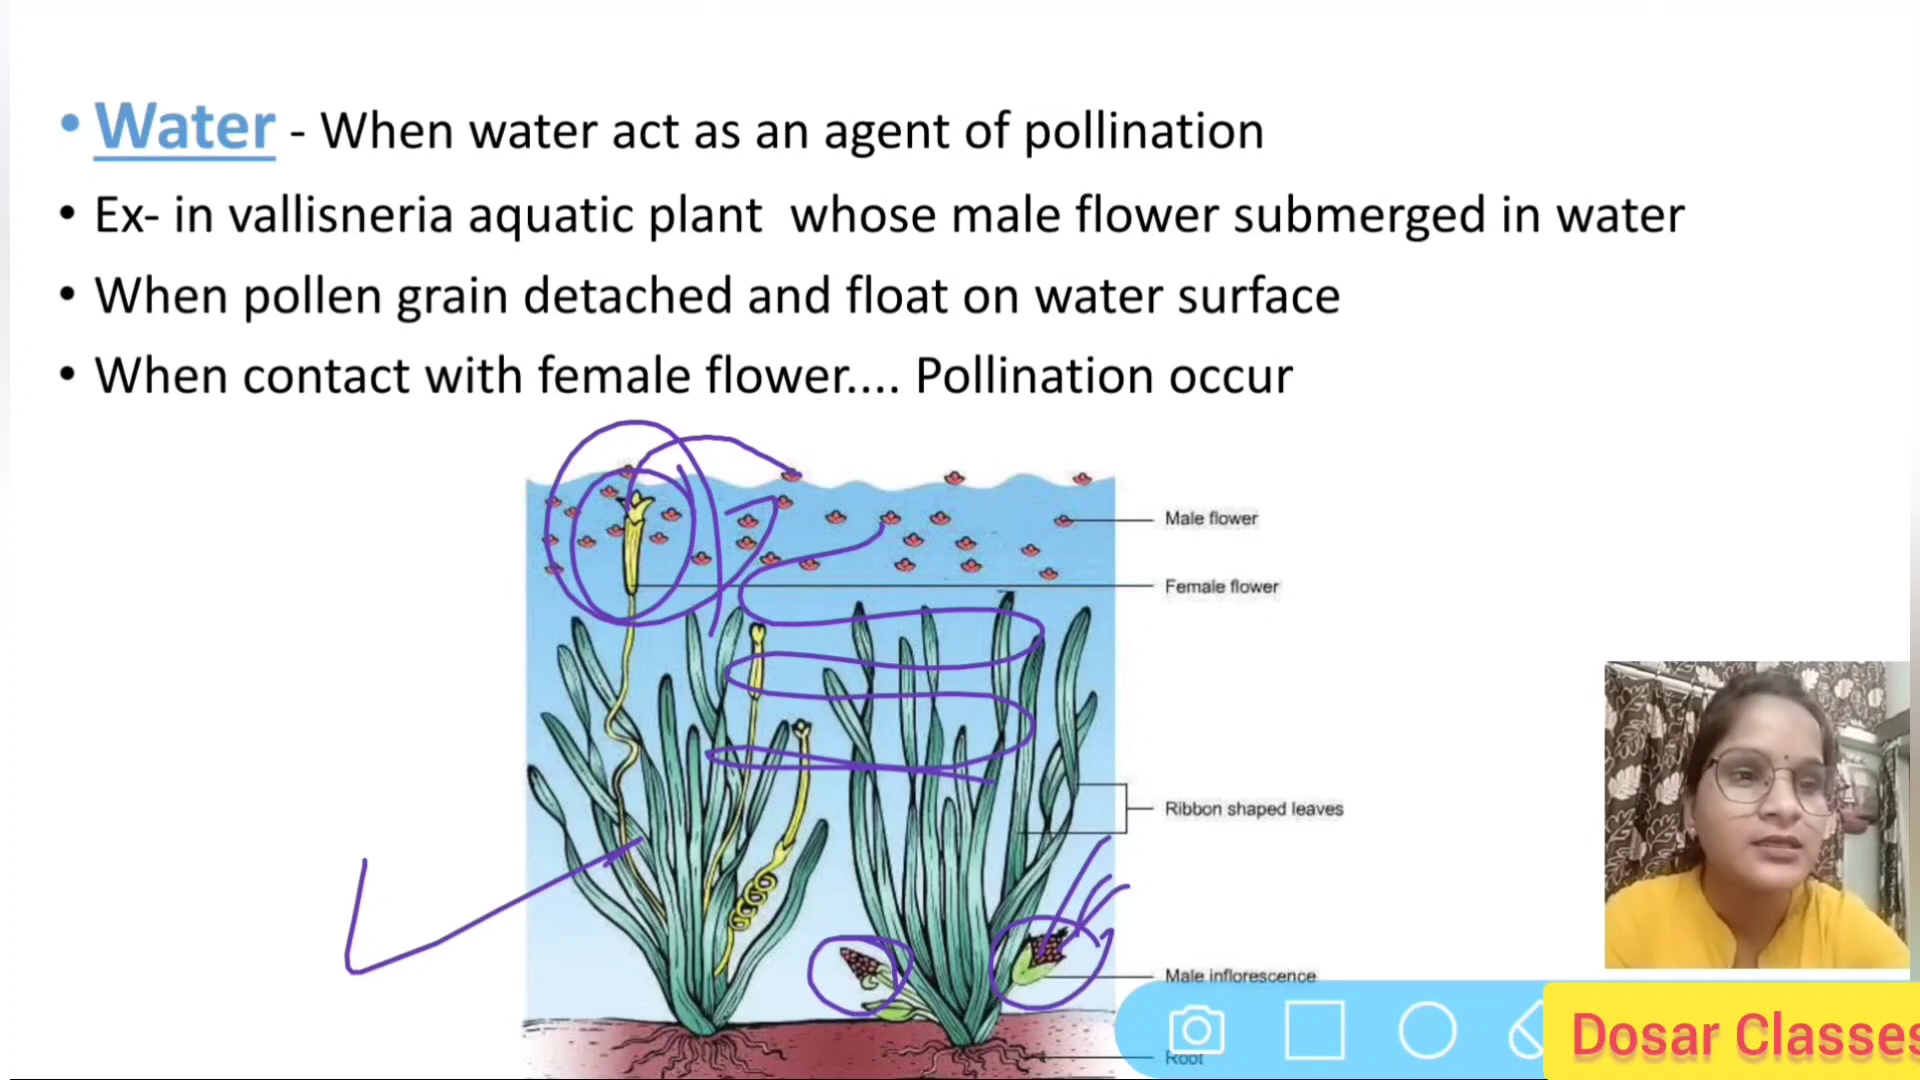 • Water - When water act as an agent of pollination
• Ex- in vallisneria aquatic plant whose male flower submerged in water
• When pollen grain detached and float on water surface
• When contact with female flower.... Pollination occur
Male flower
Female flower
Ribbon shaped leaves
Male inflorescence
Root
Dosar Classes